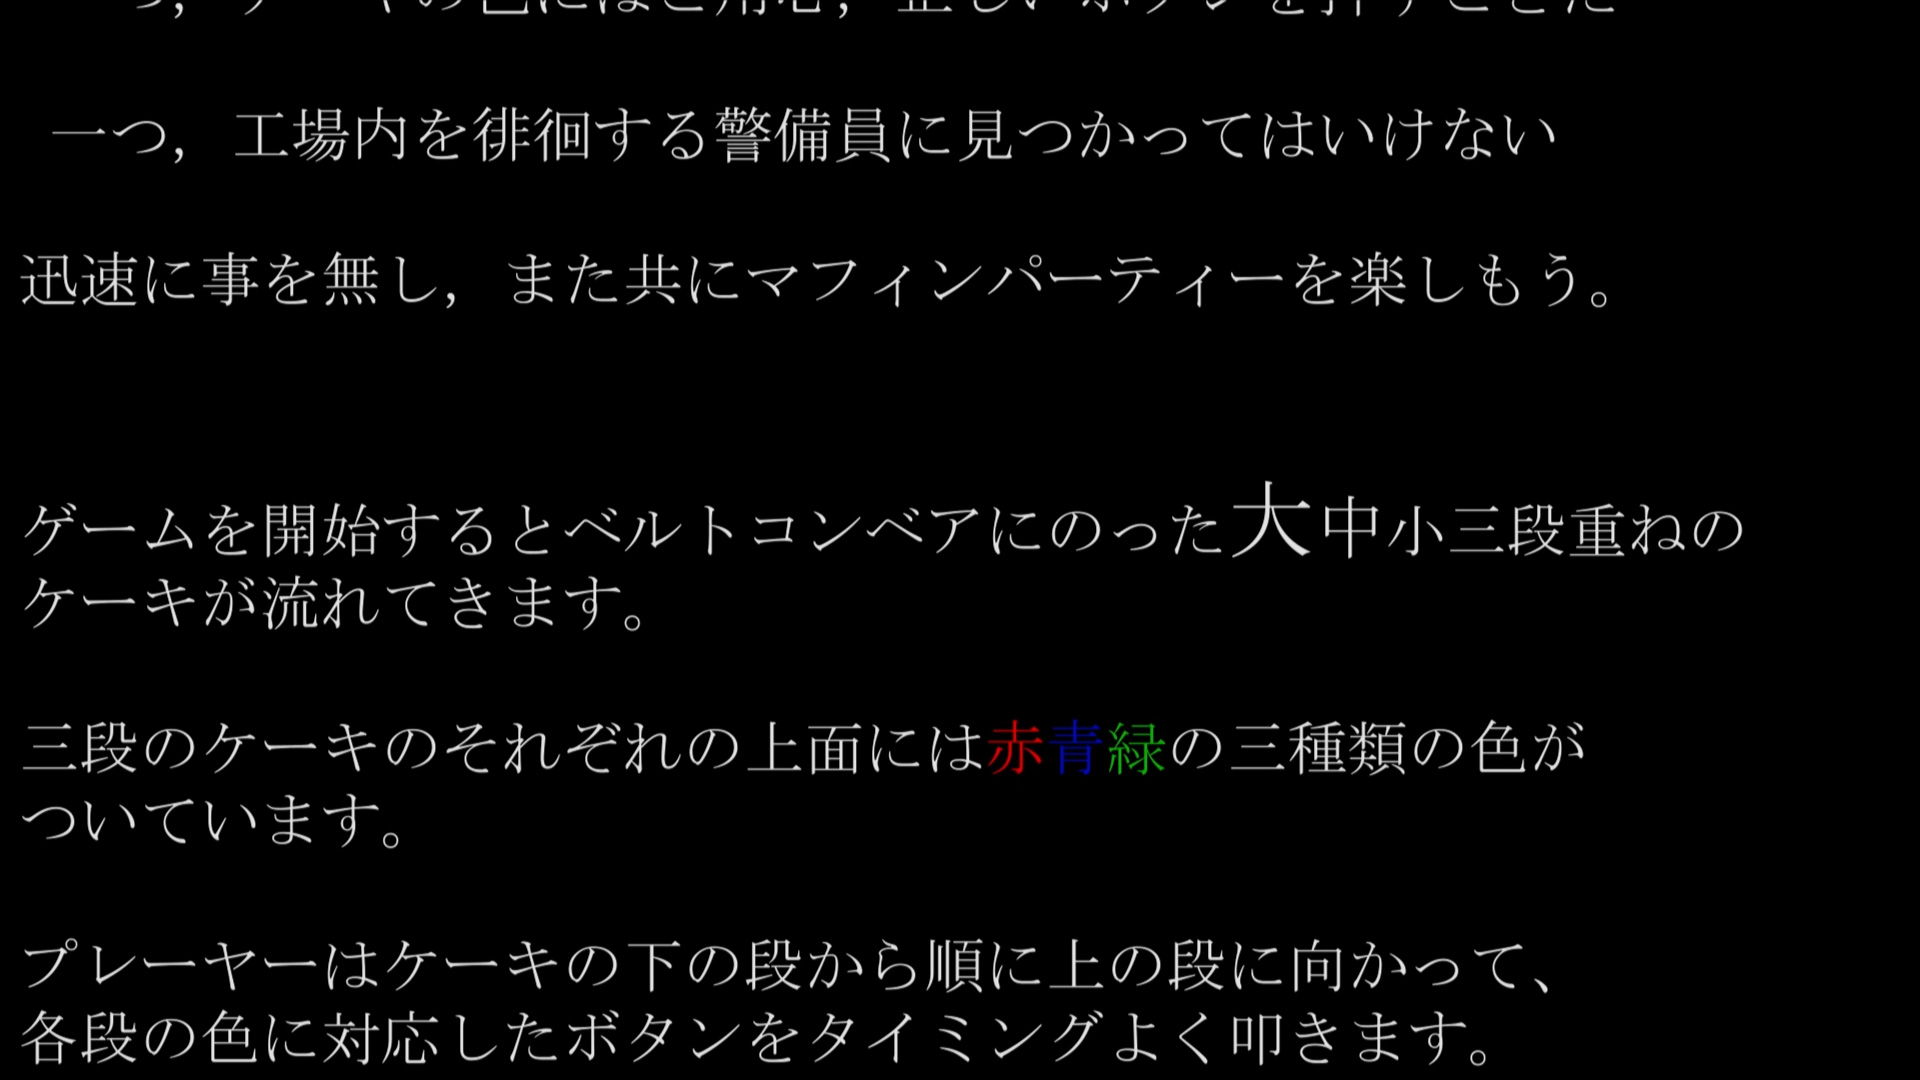 一つ，工場内を徘徊する警備員に見つかってはいけない
迅速に事を無し，また共にマフィンパーティーを楽しもう。
ゲームを開始するとベルトコンベアにのった大中小三段重ねの
ケーキが流れてきます。
三段のケーキのそれぞれの上面には赤青緑の三種類の色が
ついています。
プレーヤーはケーキの下の段から順に上の段に向かって、
各段の色に対応したボタンをタイミングよく叩きます。